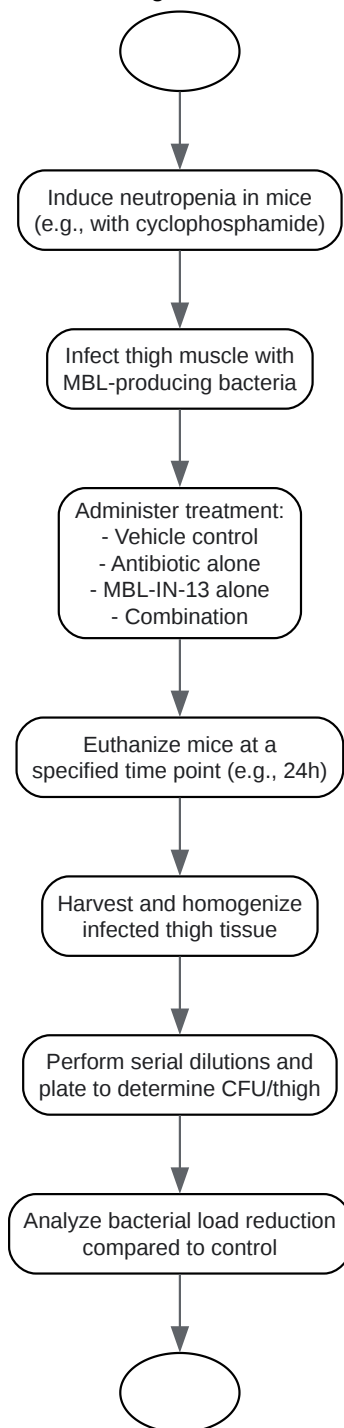 Induce neutropenia in mice
(e.g., with cyclophosphamide)
Infect thigh muscle with
MBL-producing bacteria
Administer treatment:
- Vehicle control
- Antibiotic alone
- MBL-IN-13 alone
- Combination
Euthanize mice at a
specified time point (e.g., 24h)
Harvest and homogenize
infected thigh tissue
Perform serial dilutions and
plate to determine CFU/thigh
Analyze bacterial load reduction
compared to control